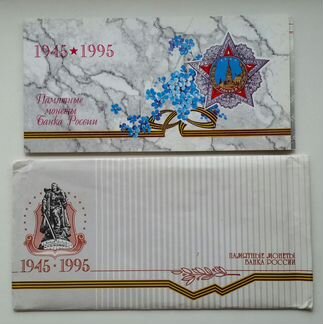 1945★1995
Памятные
монеты
Банка России
1945·1995
ПАМЯТНЫЕ МОНЕТЫ
БАНКА РОССИИ